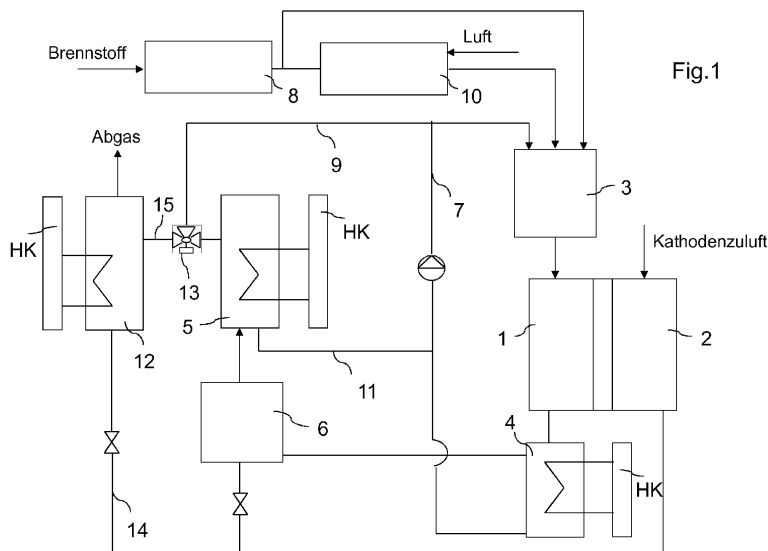 Brennstoff
Luft
8
10
Fig.1
Abgas
9
3
15
7
HK
HK
Kathodenzuluft
13
5
12
1
2
11
6
4
HK
14